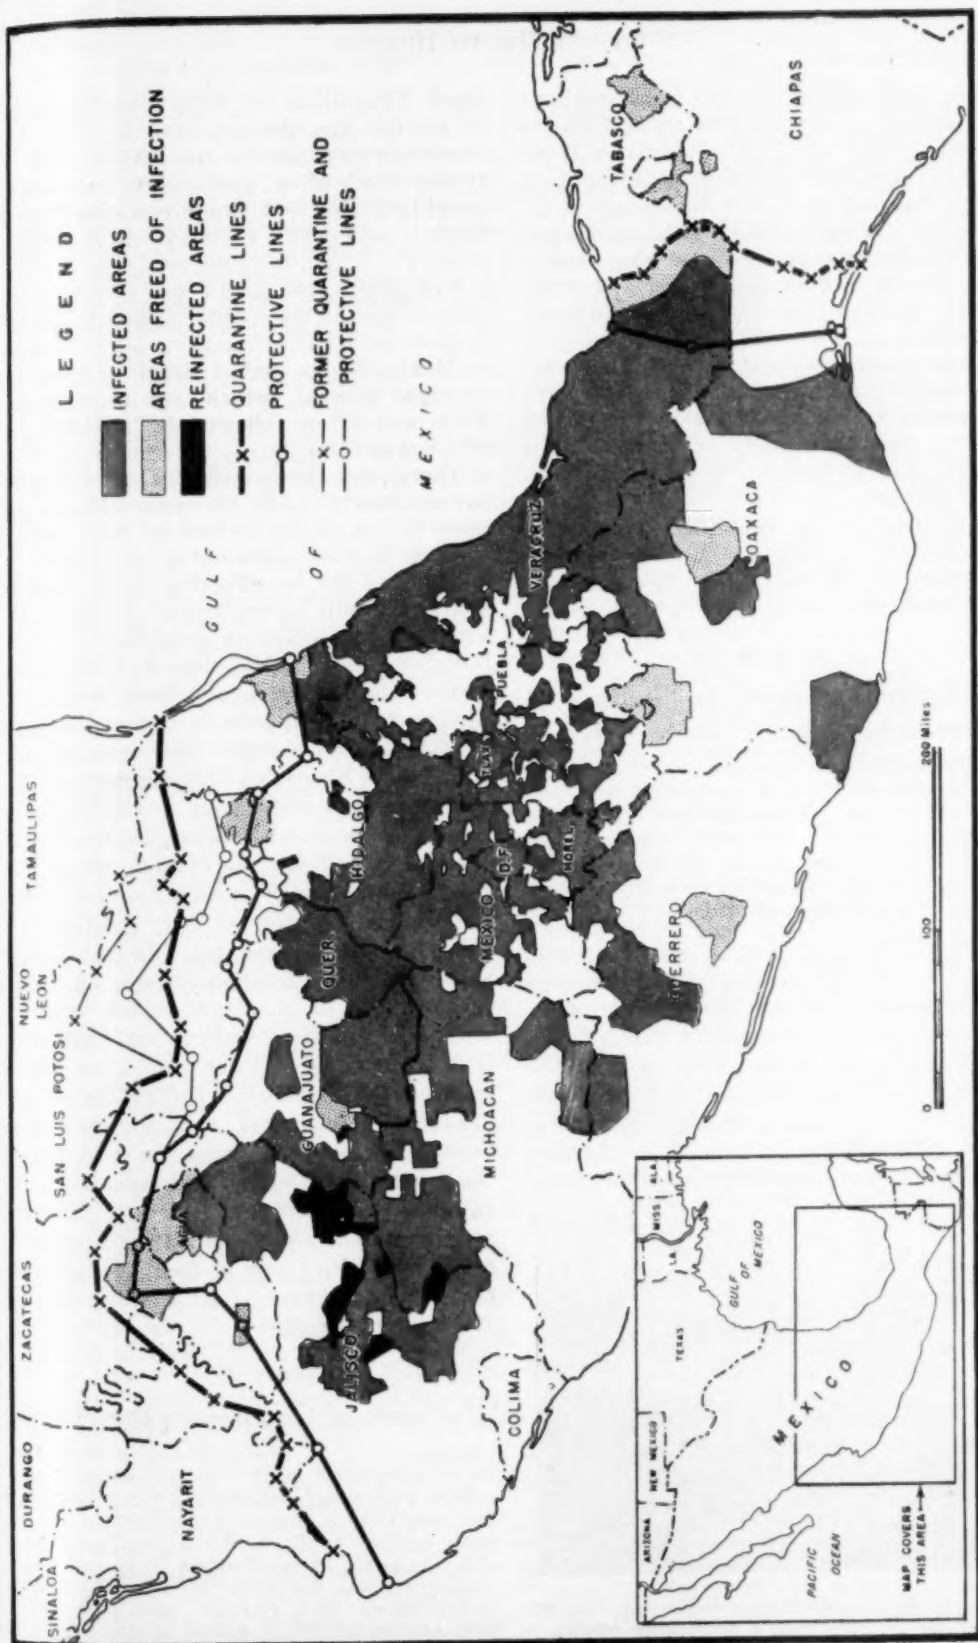 LEGEND
INFECTED AREAS
AREAS FREED OF INFECTION
REINFECTED AREAS
QUARANTINE LINES
PROTECTIVE LINES
FORMER QUARANTINE AND
PROTECTIVE LINES
SINALOA
DURANGO
ZACATECAS
SAN LUIS POTOSI
NUEVO
LEON
TAMAULIPAS
GULF
OF
MEXICO
NAYARIT
JALISCO
COLIMA
GUANAJUATO
MICHOACAN
QUER.
HIDALGO
MEXICO
D.F.
TLAX.
MOREL.
PUEBLA
VERACRUZ
GUERRERO
OAXACA
TABASCO
CHIAPAS
0
100
200 Miles
ARIZONA
NEW MEXICO
TEXAS
LA.
MISS
ALA.
GULF
OF
MEXICO
MEXICO
PACIFIC
OCEAN
MAP COVERS
THIS AREA